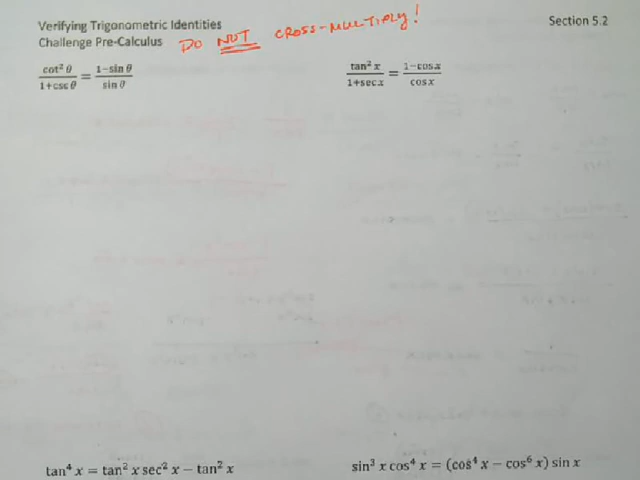 Verifying Trigonometric Identities
Section 5.2
Challenge Pre-Calculus
DO NOT CROSS-MULTIPLY!
cot² θ / 1+csc θ = 1−sin θ / sin θ
tan² x / 1+sec x = 1−cos x / cos x
tan⁴ x = tan² x sec² x − tan² x
sin³ x cos⁴ x = (cos⁴ x − cos⁶ x) sin x